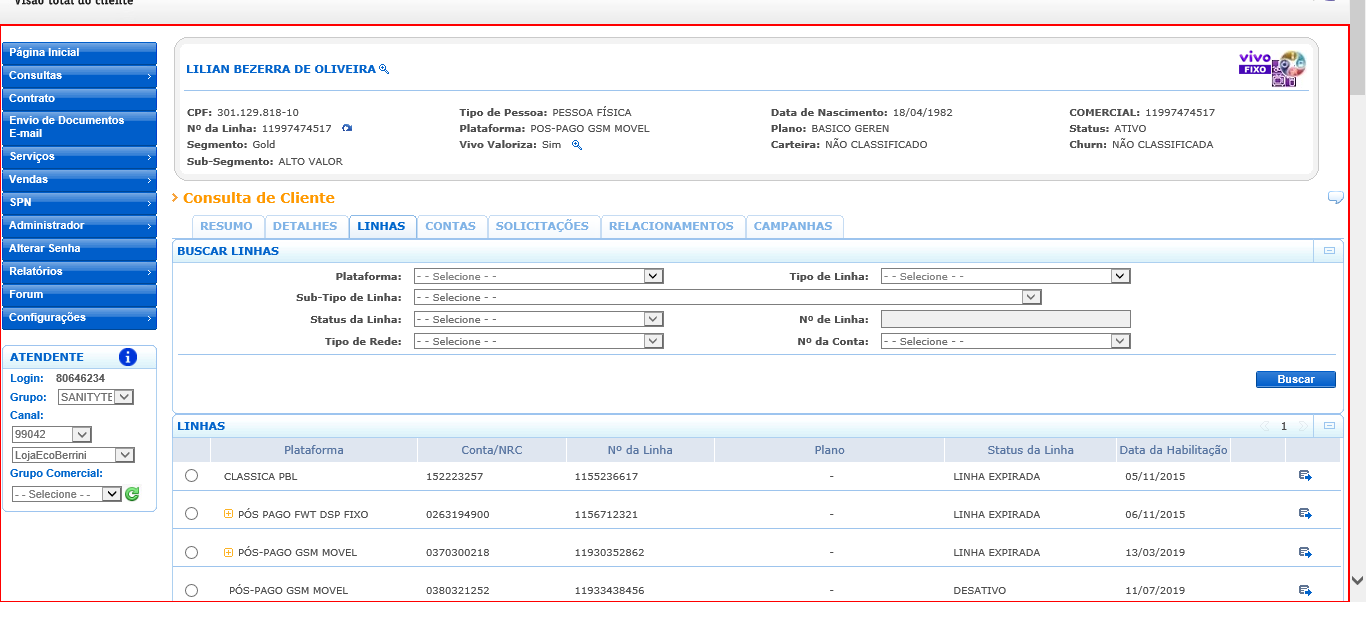 Visão total do cliente
Página Inicial
Consultas
Contrato
Envio de Documentos
E-mail
Serviços
Vendas
SPN
Administrador
Alterar Senha
Relatórios
Forum
Configurações
ATENDENTE
Login: 80646234
Grupo: SANITYTE
Canal:
99042
LojaEcoBerrini
Grupo Comercial:
- - Selecione - -
LILIAN BEZERRA DE OLIVEIRA
vivo
FIXO
CPF: 301.129.818-10 Tipo de Pessoa: PESSOA FÍSICA Data de Nascimento: 18/04/1982 COMERCIAL: 11997474517
Nº da Linha: 11997474517 Plataforma: POS-PAGO GSM MOVEL Plano: BASICO GEREN Status: ATIVO
Segmento: Gold Vivo Valoriza: Sim Carteira: NÃO CLASSIFICADO Churn: NÃO CLASSIFICADA
Sub-Segmento: ALTO VALOR
Consulta de Cliente
RESUMO DETALHES LINHAS CONTAS SOLICITAÇÕES RELACIONAMENTOS CAMPANHAS
BUSCAR LINHAS
Plataforma: - - Selecione - - Tipo de Linha: - - Selecione - -
Sub-Tipo de Linha: - - Selecione - -
Status da Linha: - - Selecione - - Nº de Linha:
Tipo de Rede: - - Selecione - - Nº da Conta: - - Selecione - -
Buscar
LINHAS 1
Plataforma Conta/NRC Nº da Linha Plano Status da Linha Data da Habilitação
CLASSICA PBL 152223257 1155236617 - LINHA EXPIRADA 05/11/2015
PÓS PAGO FWT DSP FIXO 0263194900 1156712321 - LINHA EXPIRADA 06/11/2015
PÓS-PAGO GSM MOVEL 0370300218 11930352862 - LINHA EXPIRADA 13/03/2019
PÓS-PAGO GSM MOVEL 0380321252 11933438456 - DESATIVO 11/07/2019